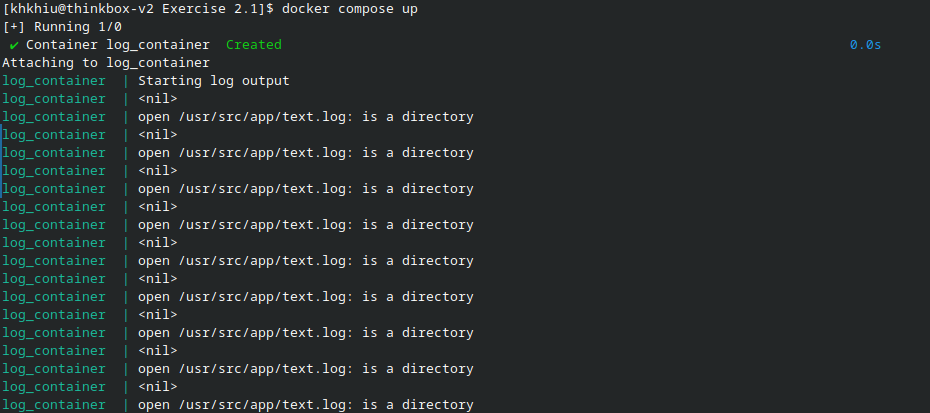 [khkhiu@thinkbox-v2 Exercise 2.1]$ docker compose up
[+] Running 1/0
✔ Container log_container  Created  0.0s
Attaching to log_container
log_container  | Starting log output
log_container  | <nil>
log_container  | open /usr/src/app/text.log: is a directory
log_container  | <nil>
log_container  | open /usr/src/app/text.log: is a directory
log_container  | <nil>
log_container  | open /usr/src/app/text.log: is a directory
log_container  | <nil>
log_container  | open /usr/src/app/text.log: is a directory
log_container  | <nil>
log_container  | open /usr/src/app/text.log: is a directory
log_container  | <nil>
log_container  | open /usr/src/app/text.log: is a directory
log_container  | <nil>
log_container  | open /usr/src/app/text.log: is a directory
log_container  | <nil>
log_container  | open /usr/src/app/text.log: is a directory
log_container  | <nil>
log_container  | open /usr/src/app/text.log: is a directory